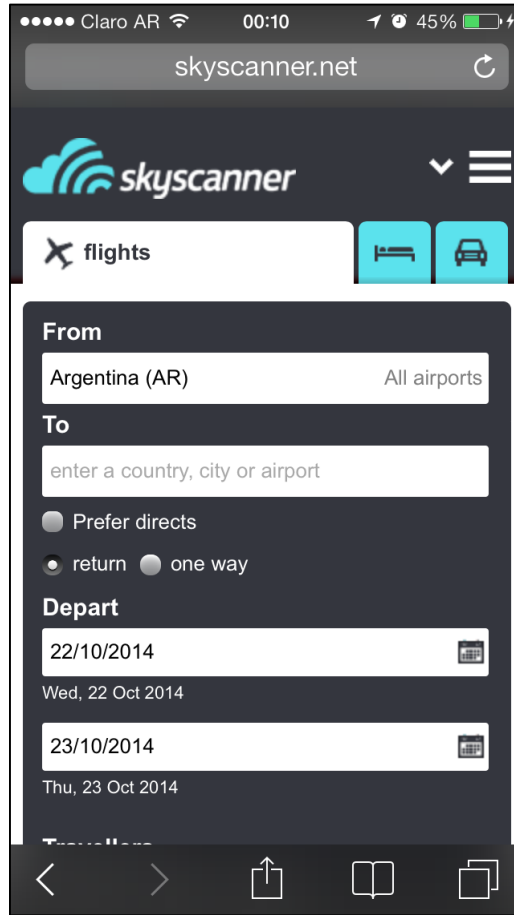 Claro AR 00:10 45%
skyscanner.net
skyscanner
flights
From
Argentina (AR) All airports
To
enter a country, city or airport
Prefer directs
return one way
Depart
22/10/2014
Wed, 22 Oct 2014
23/10/2014
Thu, 23 Oct 2014
Travellers